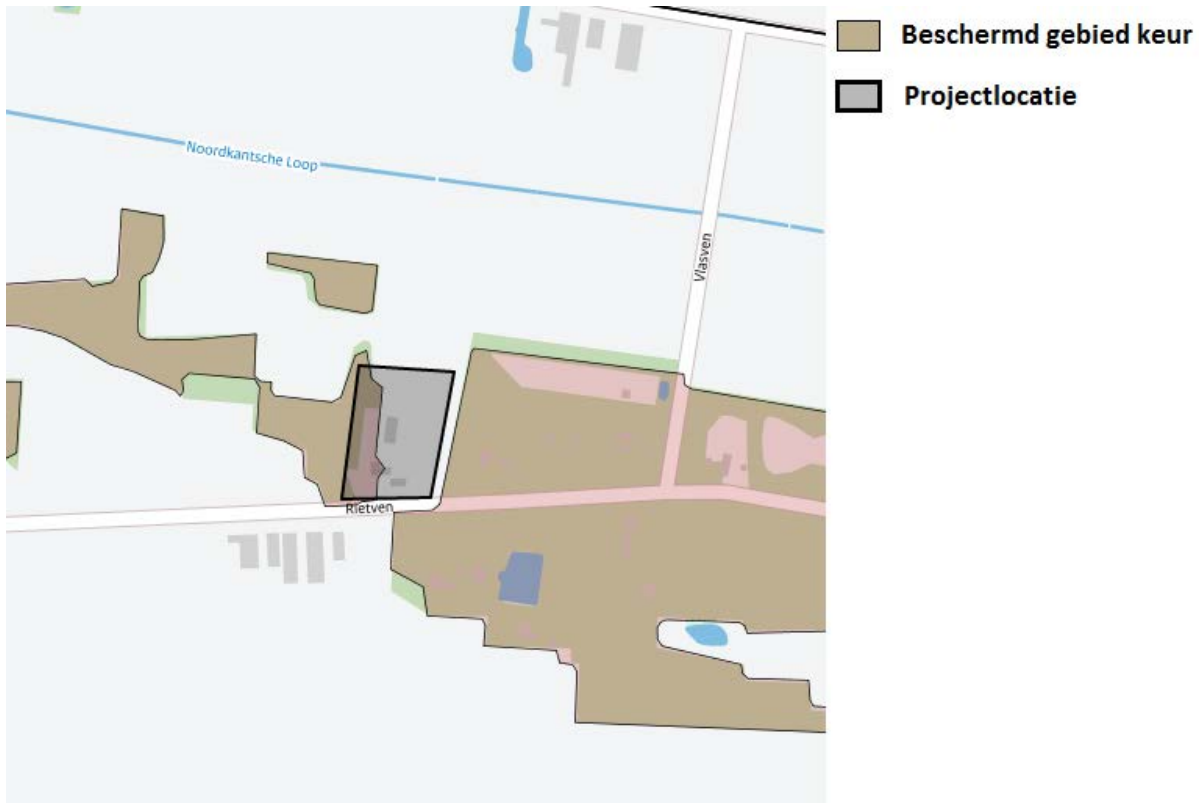 Beschermd gebied keur
Projectlocatie
Noordkantsche Loop
Vlasven
Rietven